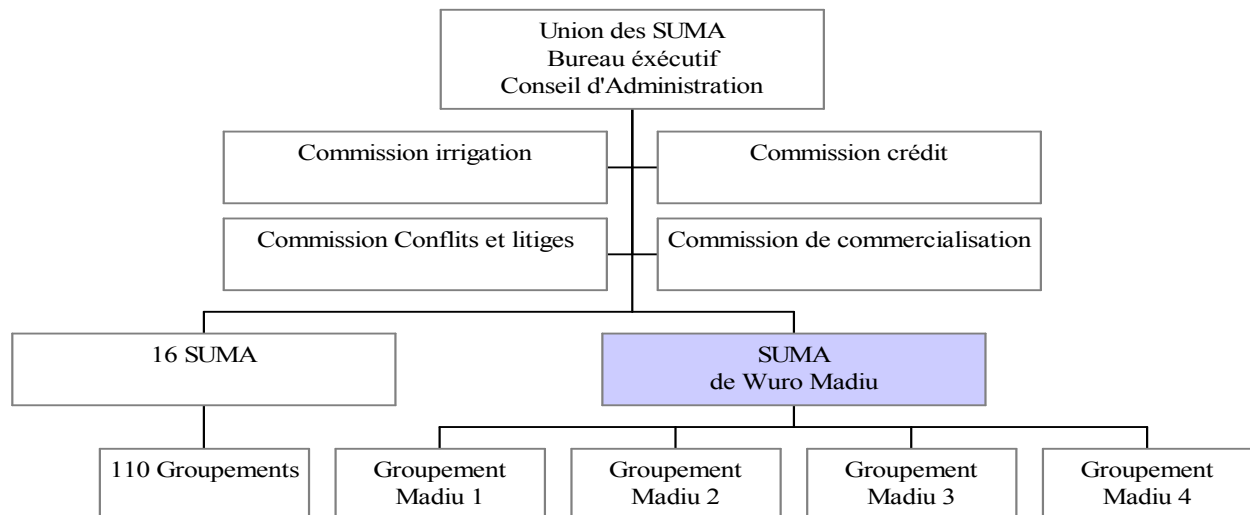 Union des SUMA
Bureau éxécutif
Conseil d'Administration
Commission irrigation
Commission crédit
Commission Conflits et litiges
Commission de commercialisation
16 SUMA
SUMA
de Wuro Madiu
110 Groupements
Groupement
Madiu 1
Groupement
Madiu 2
Groupement
Madiu 3
Groupement
Madiu 4